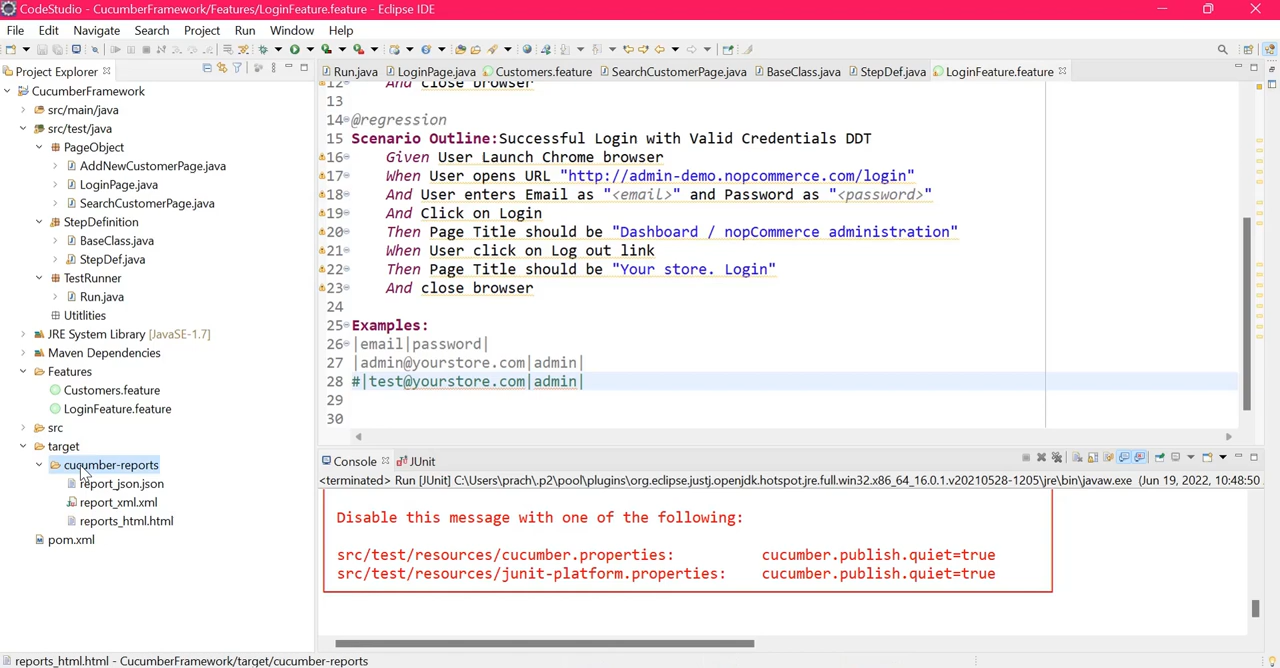 CodeStudio - CucumberFramework/Features/LoginFeature.feature - Eclipse IDE
File Edit Navigate Search Project Run Window Help
Project Explorer
Run.java LoginPage.java Customers.feature SearchCustomerPage.java BaseClass.java StepDef.java LoginFeature.feature
CucumberFramework
src/main/java
src/test/java
PageObject
AddNewCustomerPage.java
LoginPage.java
SearchCustomerPage.java
StepDefinition
BaseClass.java
StepDef.java
TestRunner
Run.java
Utitlities
JRE System Library [JavaSE-1.7]
Maven Dependencies
Features
Customers.feature
LoginFeature.feature
src
target
cucumber-reports
report_json.json
report_xml.xml
reports_html.html
pom.xml
12 And close browser
13
14 @regression
15 Scenario Outline:Successful Login with Valid Credentials DDT
16 Given User Launch Chrome browser
17 When User opens URL "http://admin-demo.nopcommerce.com/login"
18 And User enters Email as "<email>" and Password as "<password>"
19 And Click on Login
20 Then Page Title should be "Dashboard / nopCommerce administration"
21 When User click on Log out link
22 Then Page Title should be "Your store. Login"
23 And close browser
24
25 Examples:
26 |email|password|
27 |admin@yourstore.com|admin|
28 #|test@yourstore.com|admin|
29
30
Console JUnit
<terminated> Run [JUnit] C:\Users\prach\.p2\pool\plugins\org.eclipse.justj.openjdk.hotspot.jre.full.win32.x86_64_16.0.1.v20210528-1205\jre\bin\javaw.exe (Jun 19, 2022, 10:48:50
Disable this message with one of the following:
src/test/resources/cucumber.properties: cucumber.publish.quiet=true
src/test/resources/junit-platform.properties: cucumber.publish.quiet=true
reports_html.html - CucumberFramework/target/cucumber-reports